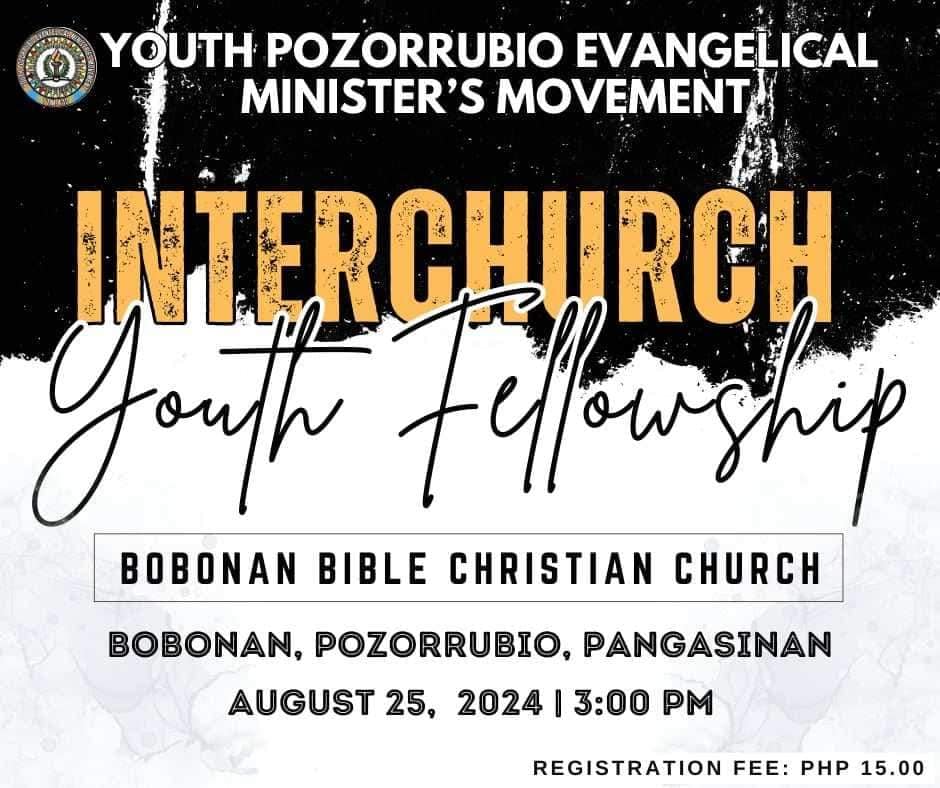 YOUTH POZORRUBIO EVANGELICAL
MINISTER'S MOVEMENT
INTERCHURCH
Youth Fellowship
BOBONAN BIBLE CHRISTIAN CHURCH
BOBONAN, POZORRUBIO, PANGASINAN
AUGUST 25, 2024 | 3:00 PM
REGISTRATION FEE: PHP 15.00